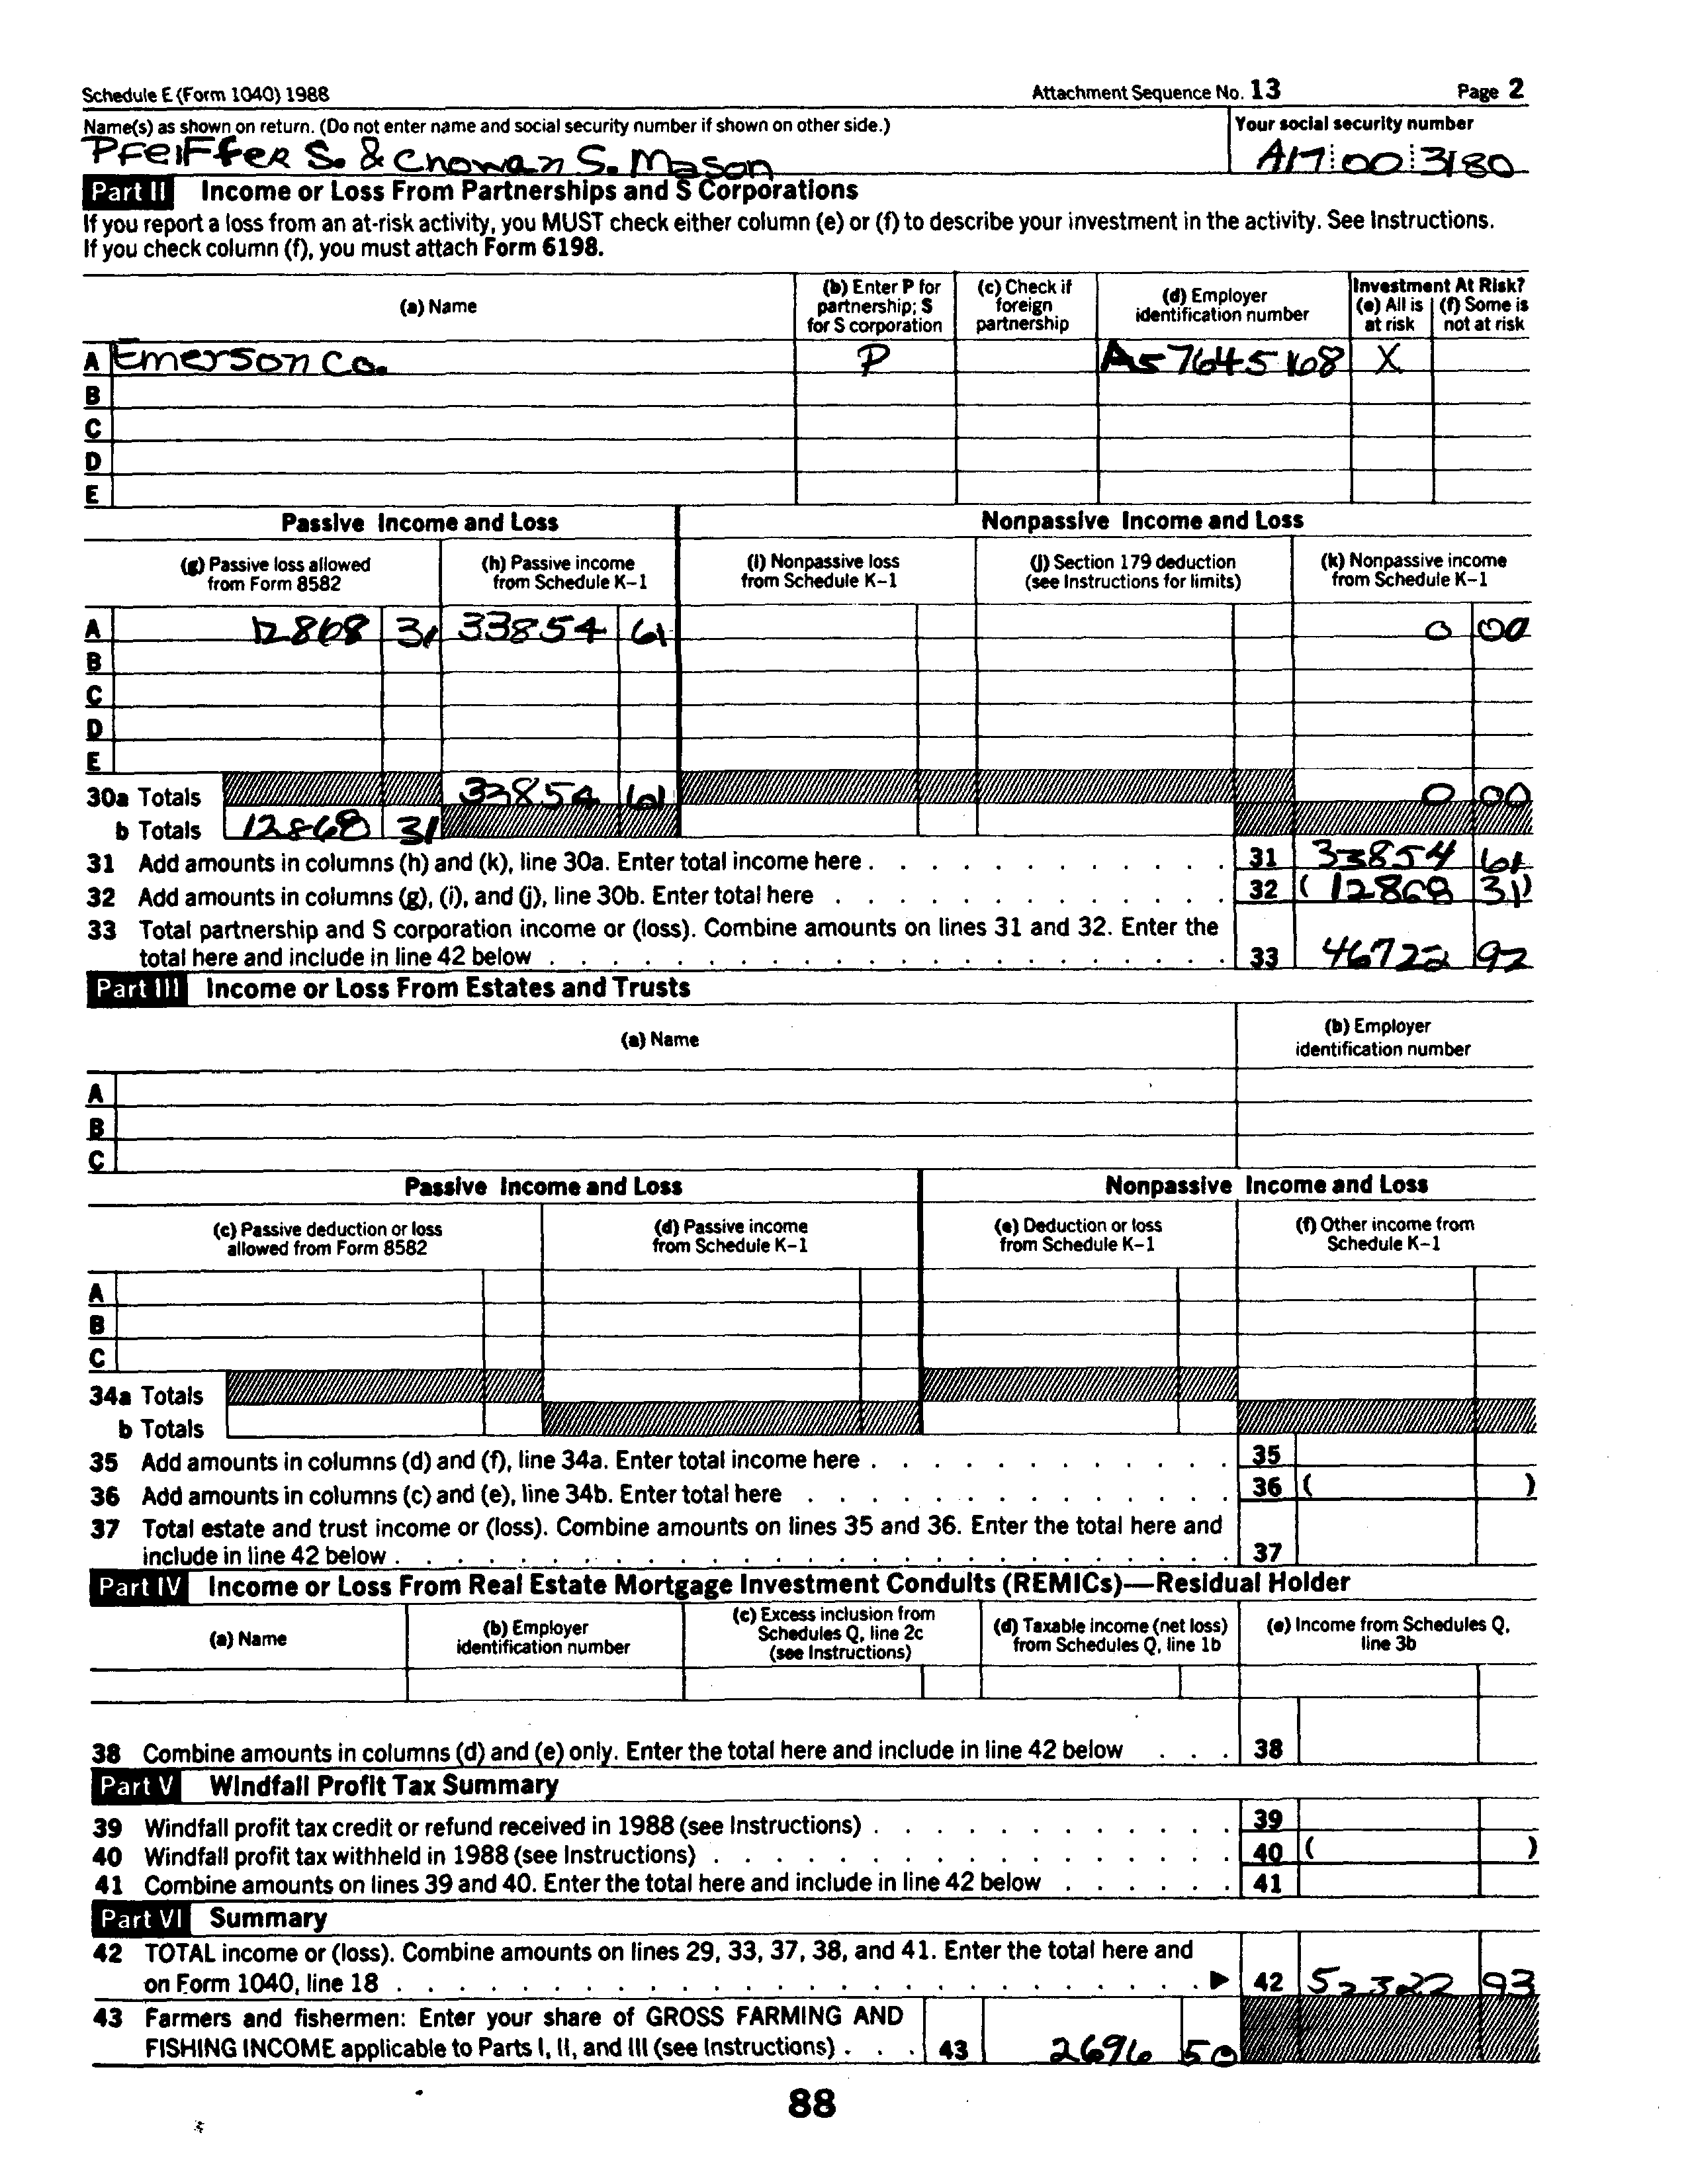 Schedule E (Form 1040) 1988 Attachment Sequence No. 13 Page 2
Name(s) as shown on return. (Do not enter name and social security number if shown on other side.) Your social security number
Pfeiffer S. & Chowan S. Mason A17 00 3180
Part II Income or Loss From Partnerships and S Corporations
If you report a loss from an at-risk activity, you MUST check either column (e) or (f) to describe your investment in the activity. See Instructions.
If you check column (f), you must attach Form 6198.
(a) Name (b) Enter P for partnership; S for S corporation (c) Check if foreign partnership (d) Employer identification number Investment At Risk? (e) All is at risk (f) Some is not at risk
A Emerson Co. P A57645168 X
B
C
D
E
Passive Income and Loss Nonpassive Income and Loss
(g) Passive loss allowed from Form 8582 (h) Passive income from Schedule K-1 (i) Nonpassive loss from Schedule K-1 (j) Section 179 deduction (see Instructions for limits) (k) Nonpassive income from Schedule K-1
A 12868 31 33854 61 0 00
B
C
D
E
30a Totals 33854 61 0 00
b Totals 12868 31
31 Add amounts in columns (h) and (k), line 30a. Enter total income here 31 33854 61
32 Add amounts in columns (g), (i), and (j), line 30b. Enter total here 32 ( 12868 31)
33 Total partnership and S corporation income or (loss). Combine amounts on lines 31 and 32. Enter the
total here and include in line 42 below 33 46722 92
Part III Income or Loss From Estates and Trusts
(a) Name (b) Employer identification number
A
B
C
Passive Income and Loss Nonpassive Income and Loss
(c) Passive deduction or loss allowed from Form 8582 (d) Passive income from Schedule K-1 (e) Deduction or loss from Schedule K-1 (f) Other income from Schedule K-1
A
B
C
34a Totals
b Totals
35 Add amounts in columns (d) and (f), line 34a. Enter total income here 35
36 Add amounts in columns (c) and (e), line 34b. Enter total here 36 ( )
37 Total estate and trust income or (loss). Combine amounts on lines 35 and 36. Enter the total here and
include in line 42 below 37
Part IV Income or Loss From Real Estate Mortgage Investment Conduits (REMICs)—Residual Holder
(a) Name (b) Employer identification number (c) Excess inclusion from Schedules Q, line 2c (see Instructions) (d) Taxable income (net loss) from Schedules Q, line 1b (e) Income from Schedules Q, line 3b
38 Combine amounts in columns (d) and (e) only. Enter the total here and include in line 42 below 38
Part V Windfall Profit Tax Summary
39 Windfall profit tax credit or refund received in 1988 (see Instructions) 39
40 Windfall profit tax withheld in 1988 (see Instructions) 40 ( )
41 Combine amounts on lines 39 and 40. Enter the total here and include in line 42 below 41
Part VI Summary
42 TOTAL income or (loss). Combine amounts on lines 29, 33, 37, 38, and 41. Enter the total here and
on Form 1040, line 18 ▶ 42 52322 93
43 Farmers and fishermen: Enter your share of GROSS FARMING AND
FISHING INCOME applicable to Parts I, II, and III (see Instructions) 43 2696 50
88